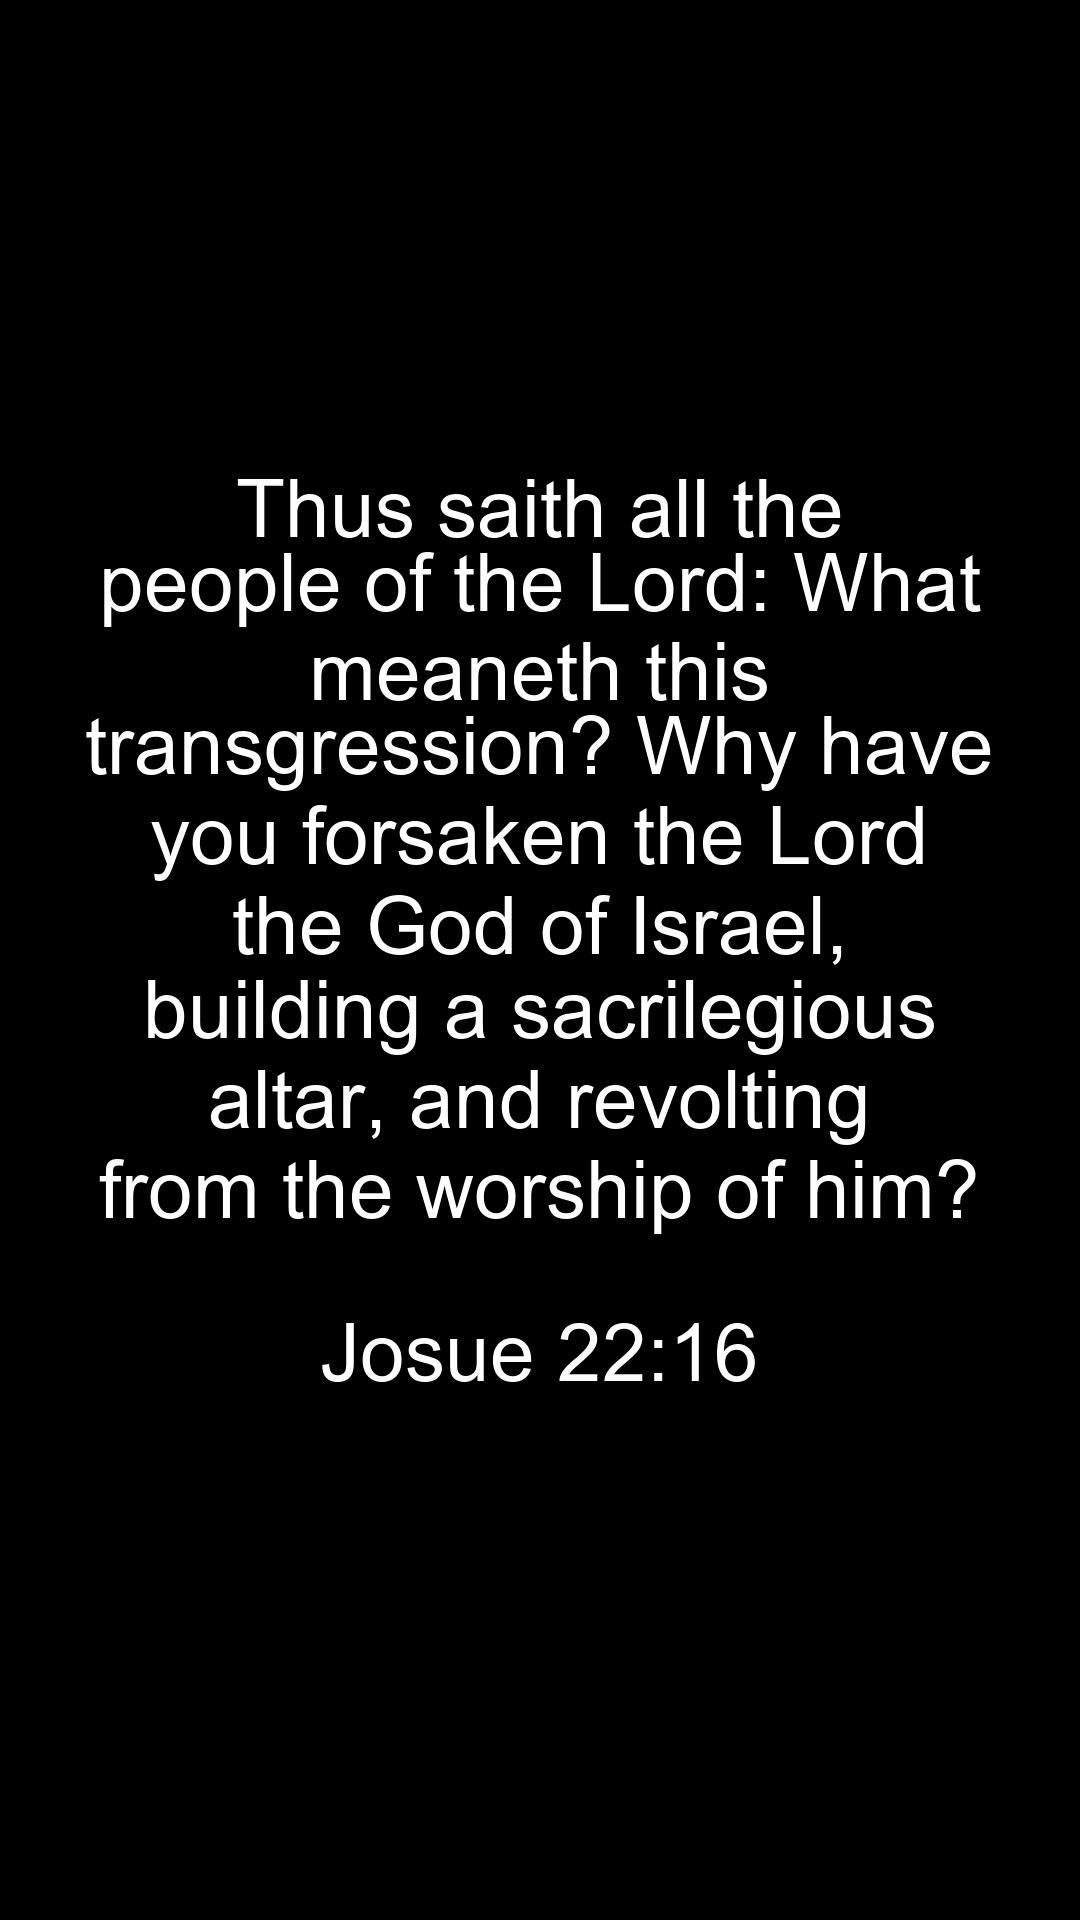 Thus saith all the
people of the Lord: What
meaneth this
transgression? Why have
you forsaken the Lord
the God of Israel,
building a sacrilegious
altar, and revolting
from the worship of him?
Josue 22:16